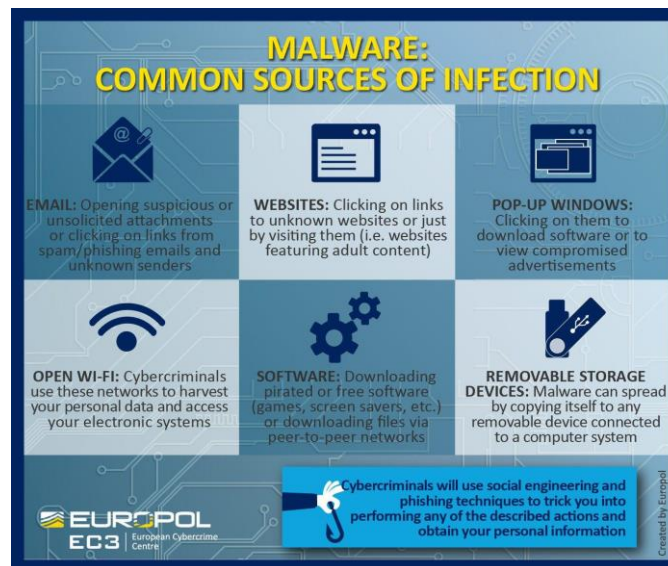 MALWARE:
COMMON SOURCES OF INFECTION
@
EMAIL: Opening suspicious or
unsolicited attachments
or clicking on links from
spam/phishing emails and
unknown senders
WEBSITES: Clicking on links
to unknown websites or just
by visiting them (i.e. websites
featuring adult content)
POP-UP WINDOWS:
Clicking on them to
download software or to
view compromised
advertisements
OPEN WI-FI: Cybercriminals
use these networks to harvest
your personal data and access
your electronic systems
SOFTWARE: Downloading
pirated or free software
(games, screen savers, etc.)
or downloading files via
peer-to-peer networks
REMOVABLE STORAGE
DEVICES: Malware can spread
by copying itself to any
removable device connected
to a computer system
Cybercriminals will use social engineering and
phishing techniques to trick you into
performing any of the described actions and
obtain your personal information
EUROPOL
EC3
European Cybercrime
Centre
Created by Europol